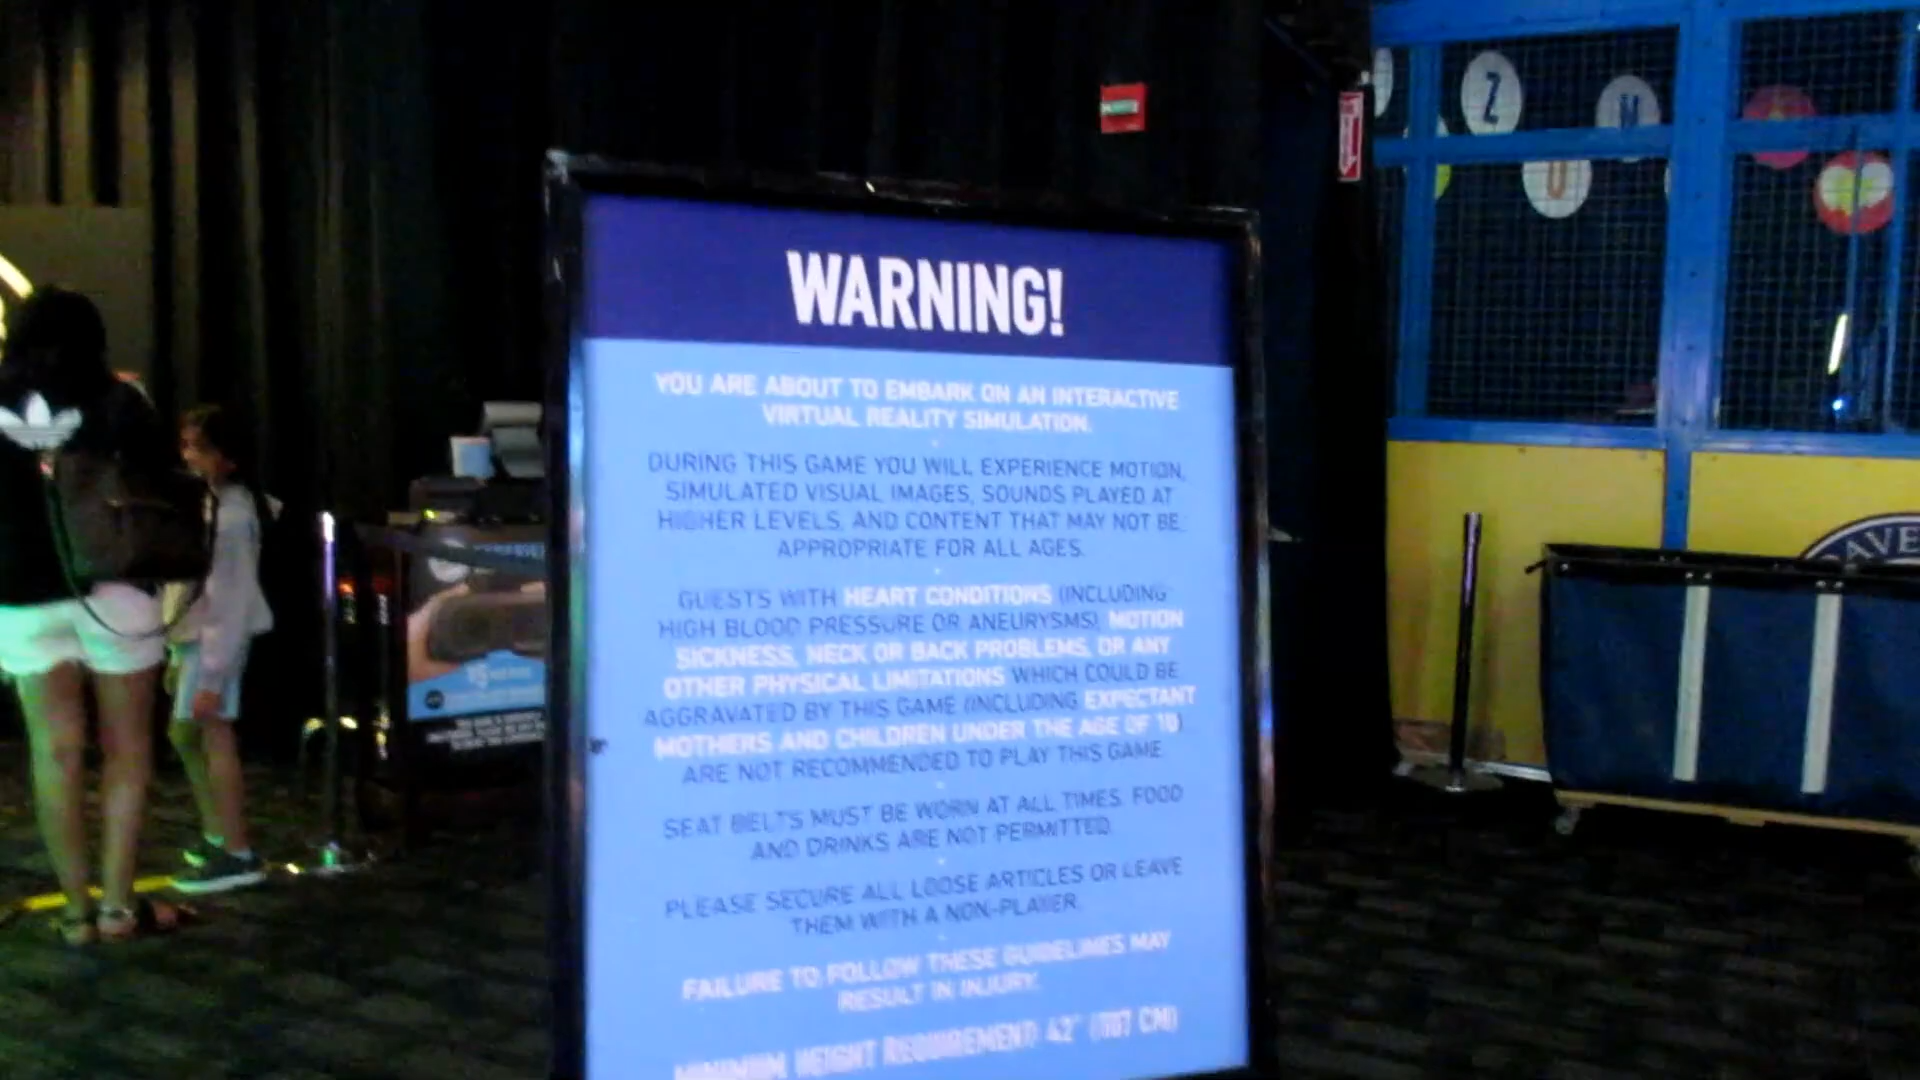 WARNING!
YOU ARE ABOUT TO EMBARK ON AN INTERACTIVE
VIRTUAL REALITY SIMULATION.
DURING THIS GAME YOU WILL EXPERIENCE MOTION,
SIMULATED VISUAL IMAGES, SOUNDS PLAYED AT
HIGHER LEVELS, AND CONTENT THAT MAY NOT BE
APPROPRIATE FOR ALL AGES.
GUESTS WITH HEART CONDITIONS (INCLUDING
HIGH BLOOD PRESSURE OR ANEURYSMS), MOTION
SICKNESS, NECK OR BACK PROBLEMS, OR ANY
OTHER PHYSICAL LIMITATIONS WHICH COULD BE
AGGRAVATED BY THIS GAME (INCLUDING EXPECTANT
MOTHERS AND CHILDREN UNDER THE AGE OF 10)
ARE NOT RECOMMENDED TO PLAY THIS GAME.
SEAT BELTS MUST BE WORN AT ALL TIMES. FOOD
AND DRINKS ARE NOT PERMITTED.
PLEASE SECURE ALL LOOSE ARTICLES OR LEAVE
THEM WITH A NON-PLAYER.
FAILURE TO FOLLOW THESE GUIDELINES MAY
RESULT IN INJURY.
MINIMUM HEIGHT REQUIREMENT: 42" (107 CM)
Z
N
U
AVE
$5